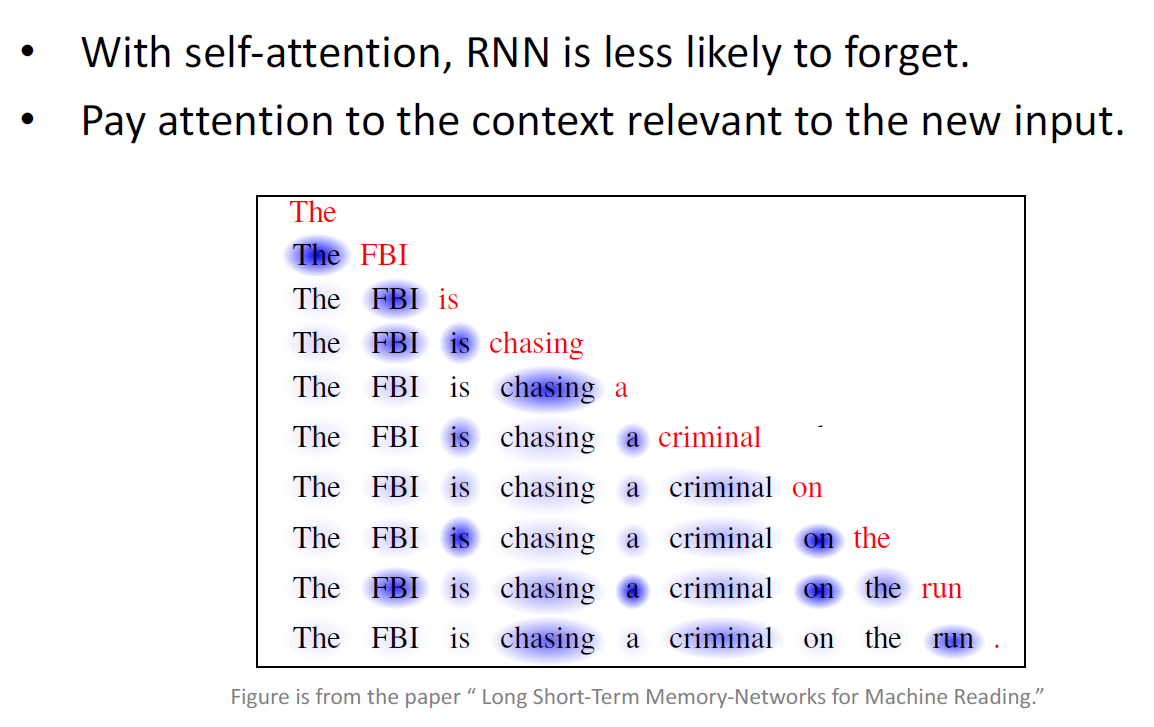 • With self-attention, RNN is less likely to forget.
• Pay attention to the context relevant to the new input.
The
The FBI
The FBI is
The FBI is chasing
The FBI is chasing a
The FBI is chasing a criminal
The FBI is chasing a criminal on
The FBI is chasing a criminal on the
The FBI is chasing a criminal on the run
The FBI is chasing a criminal on the run .
Figure is from the paper “ Long Short-Term Memory-Networks for Machine Reading.”